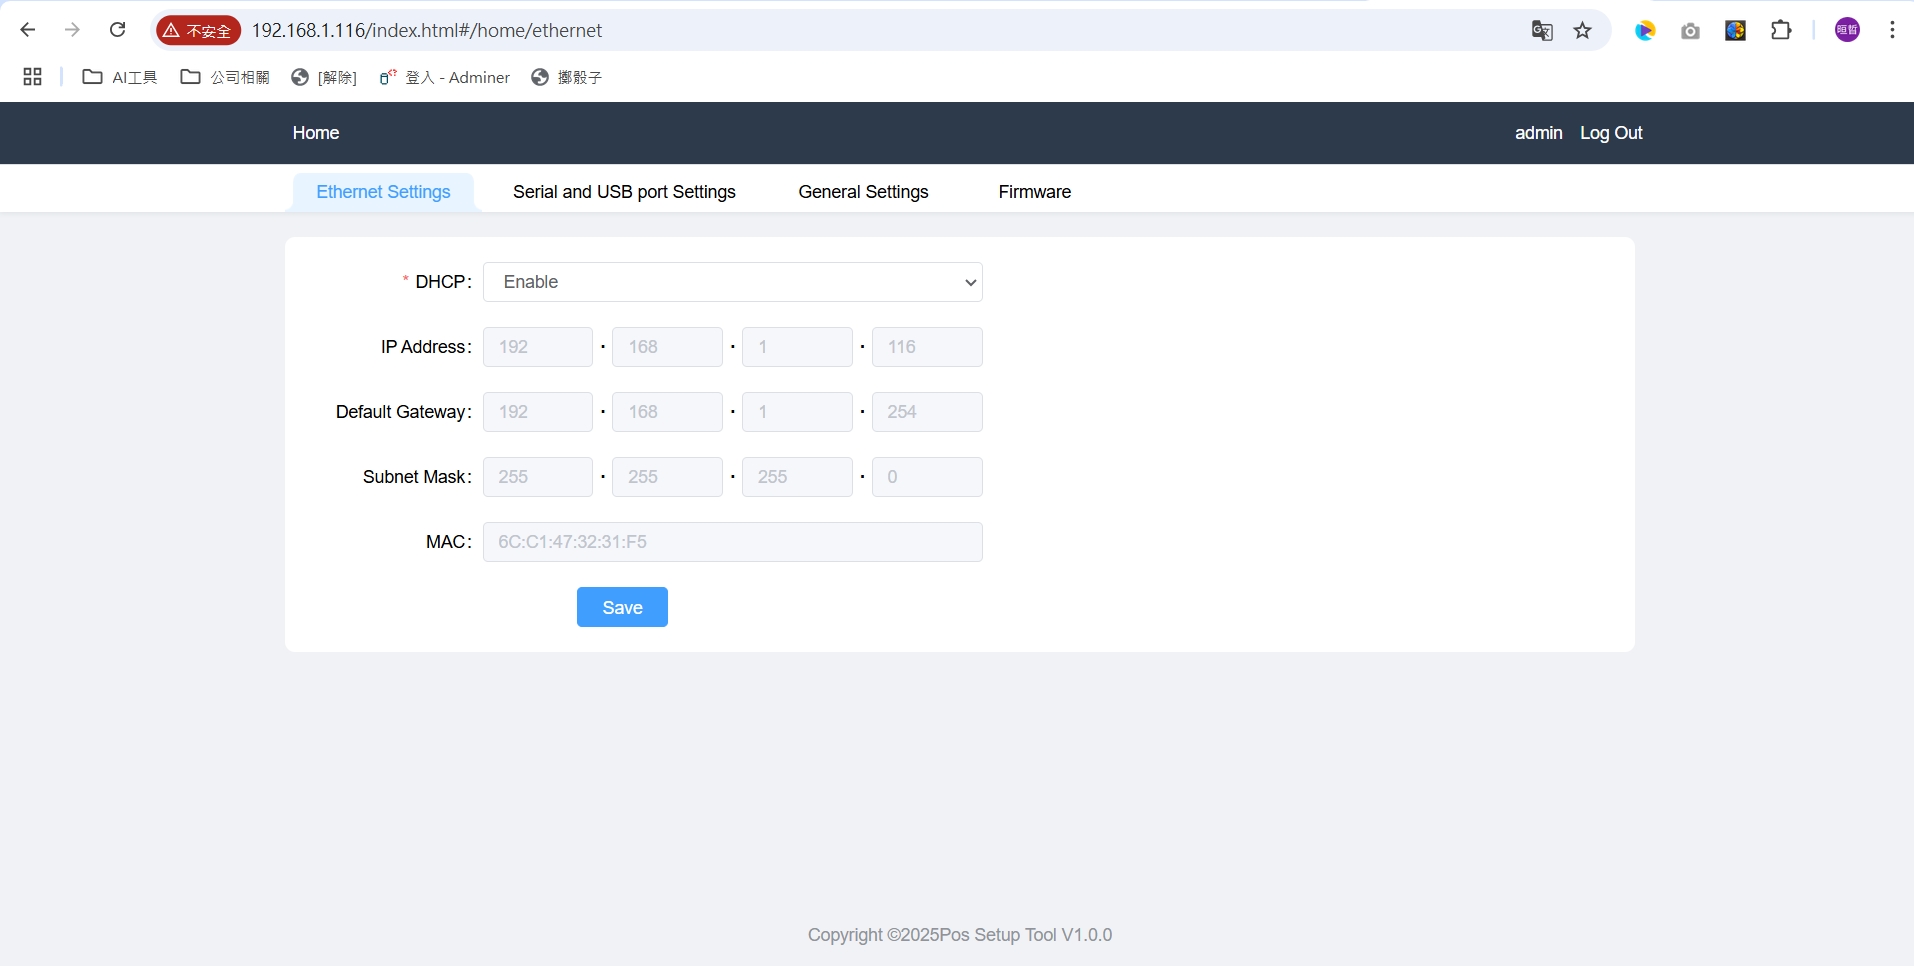 不安全 192.168.1.116/index.html#/home/ethernet 晅哲
AI工具 公司相關 [解除] 登入 - Adminer 擲骰子
Home admin Log Out
Ethernet Settings Serial and USB port Settings General Settings Firmware
* DHCP: Enable
IP Address: 192 . 168 . 1 . 116
Default Gateway: 192 . 168 . 1 . 254
Subnet Mask: 255 . 255 . 255 . 0
MAC: 6C:C1:47:32:31:F5
Save
Copyright ©2025Pos Setup Tool V1.0.0